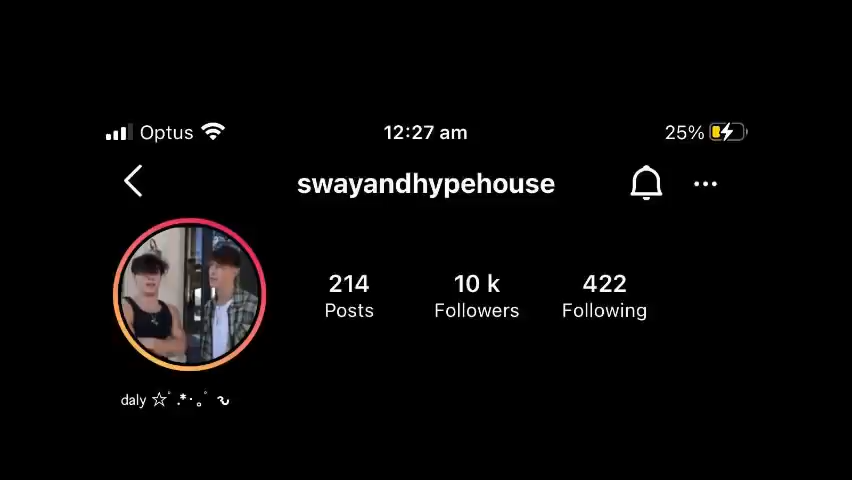 Optus 12:27 am 25%
swayandhypehouse
214 10 k 422
Posts Followers Following
daly ☆ﾟ.*･｡ﾟ